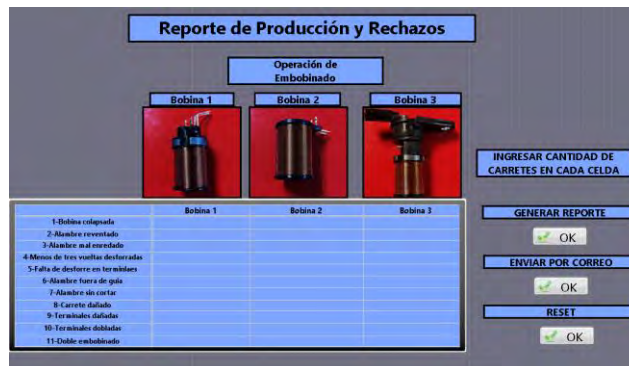 Reporte de Producción y Rechazos
Operación de
Embobinado
Bobina 1 Bobina 2 Bobina 3
INGRESAR CANTIDAD DE
CARRETES EN CADA CELDA
Bobina 1 Bobina 2 Bobina 3
1-Bobina colapsada
2-Alambre reventado
3-Alambre mal enredado
4-Menos de tres vueltas desforradas
5-Falta de desforre en terminlaes
6-Alambre fuera de guia
7-Alambre sin cortar
8-Carrete dañado
9-Terminales dañadas
10-Terminales dobladas
11-Doble embobinado
GENERAR REPORTE
OK
ENVIAR POR CORREO
OK
RESET
OK